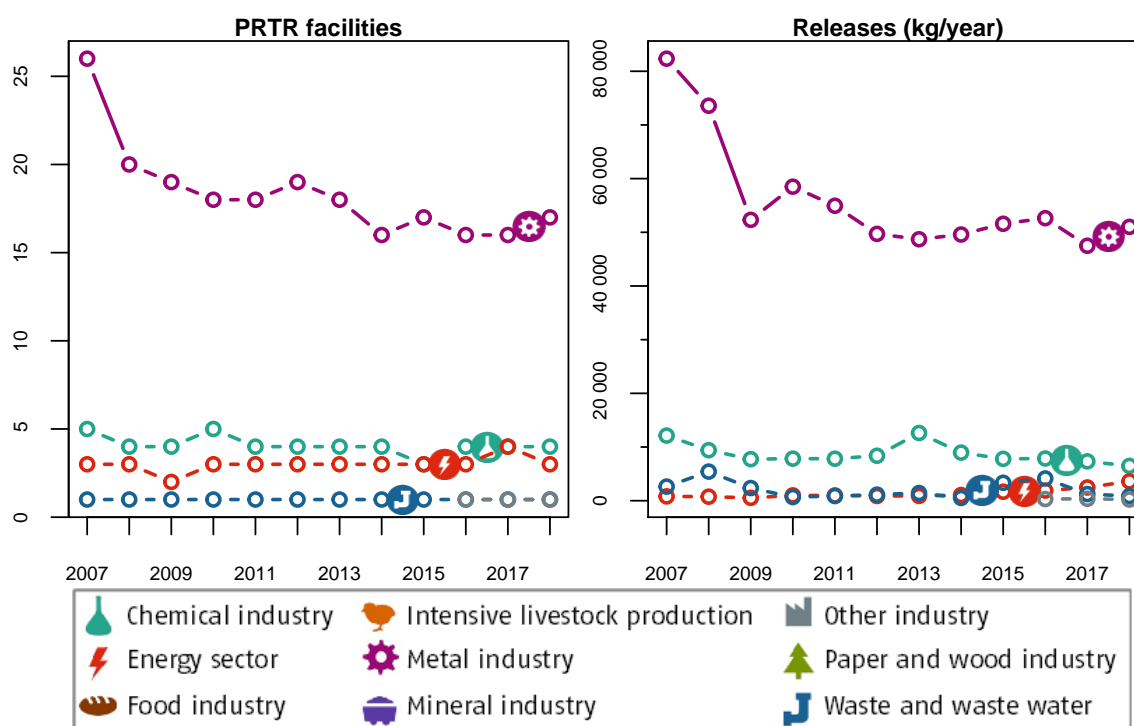 PRTR facilities
Releases (kg/year)
25
20
15
10
5
0
80 000
60 000
40 000
20 000
0
2007 2009 2011 2013 2015 2017
2007 2009 2011 2013 2015 2017
Chemical industry Intensive livestock production Other industry
Energy sector Metal industry Paper and wood industry
Food industry Mineral industry Waste and waste water